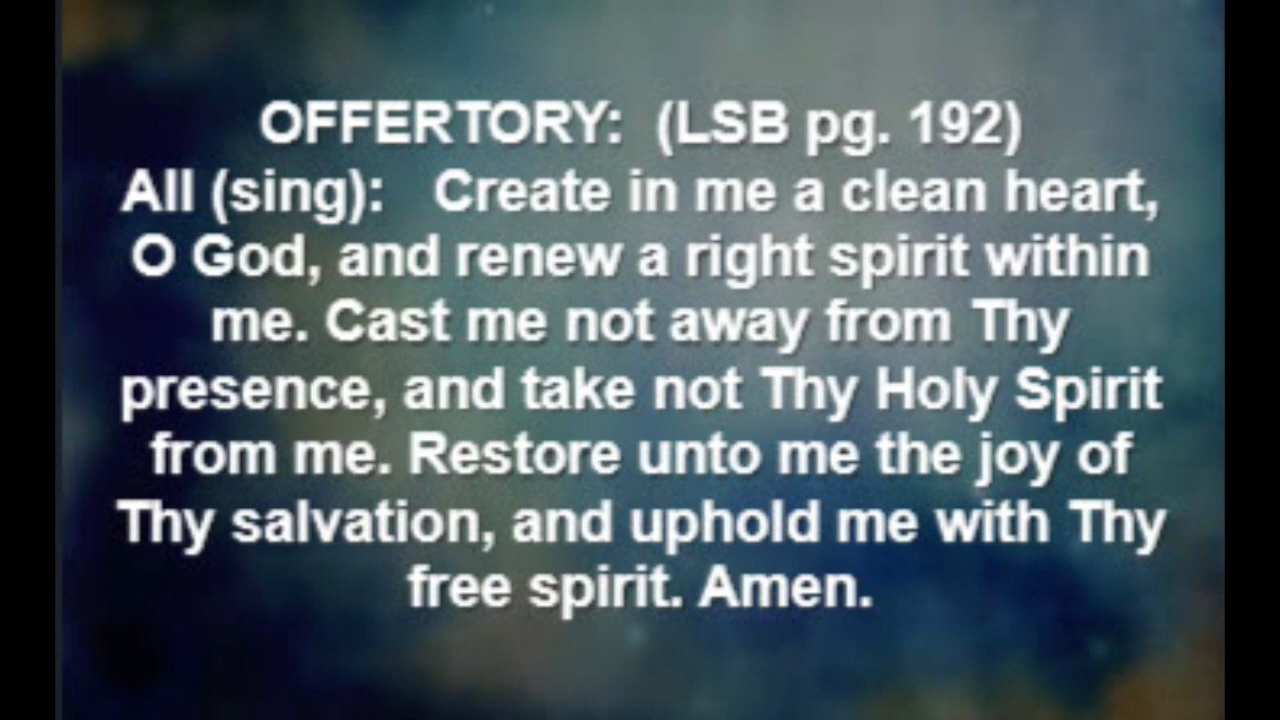 OFFERTORY: (LSB pg. 192)
All (sing): Create in me a clean heart,
O God, and renew a right spirit within
me. Cast me not away from Thy
presence, and take not Thy Holy Spirit
from me. Restore unto me the joy of
Thy salvation, and uphold me with Thy
free spirit. Amen.